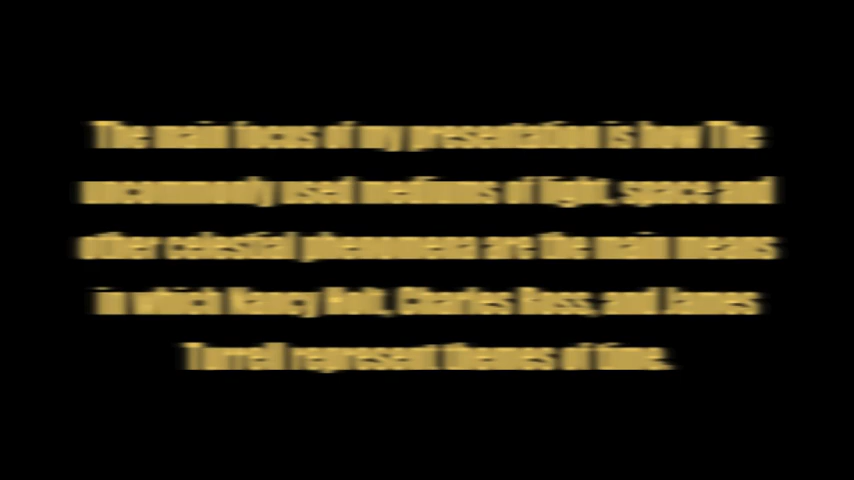 The main focus of my presentation is how The
uncommonly used mediums of light, space and
other celestial phenomena are the main means
in which Nancy Holt, Charles Ross, and James
Turrell represent themes of time.